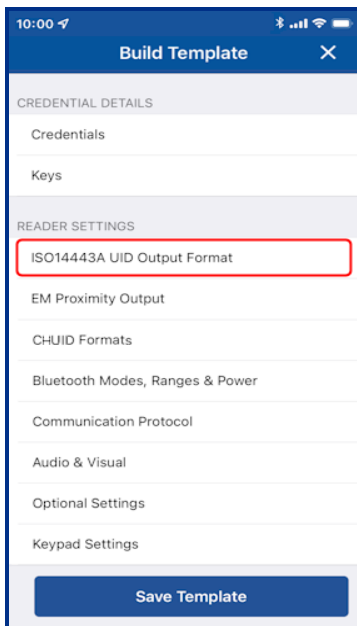 10:00
Build Template
CREDENTIAL DETAILS
Credentials
Keys
READER SETTINGS
ISO14443A UID Output Format
EM Proximity Output
CHUID Formats
Bluetooth Modes, Ranges & Power
Communication Protocol
Audio & Visual
Optional Settings
Keypad Settings
Save Template